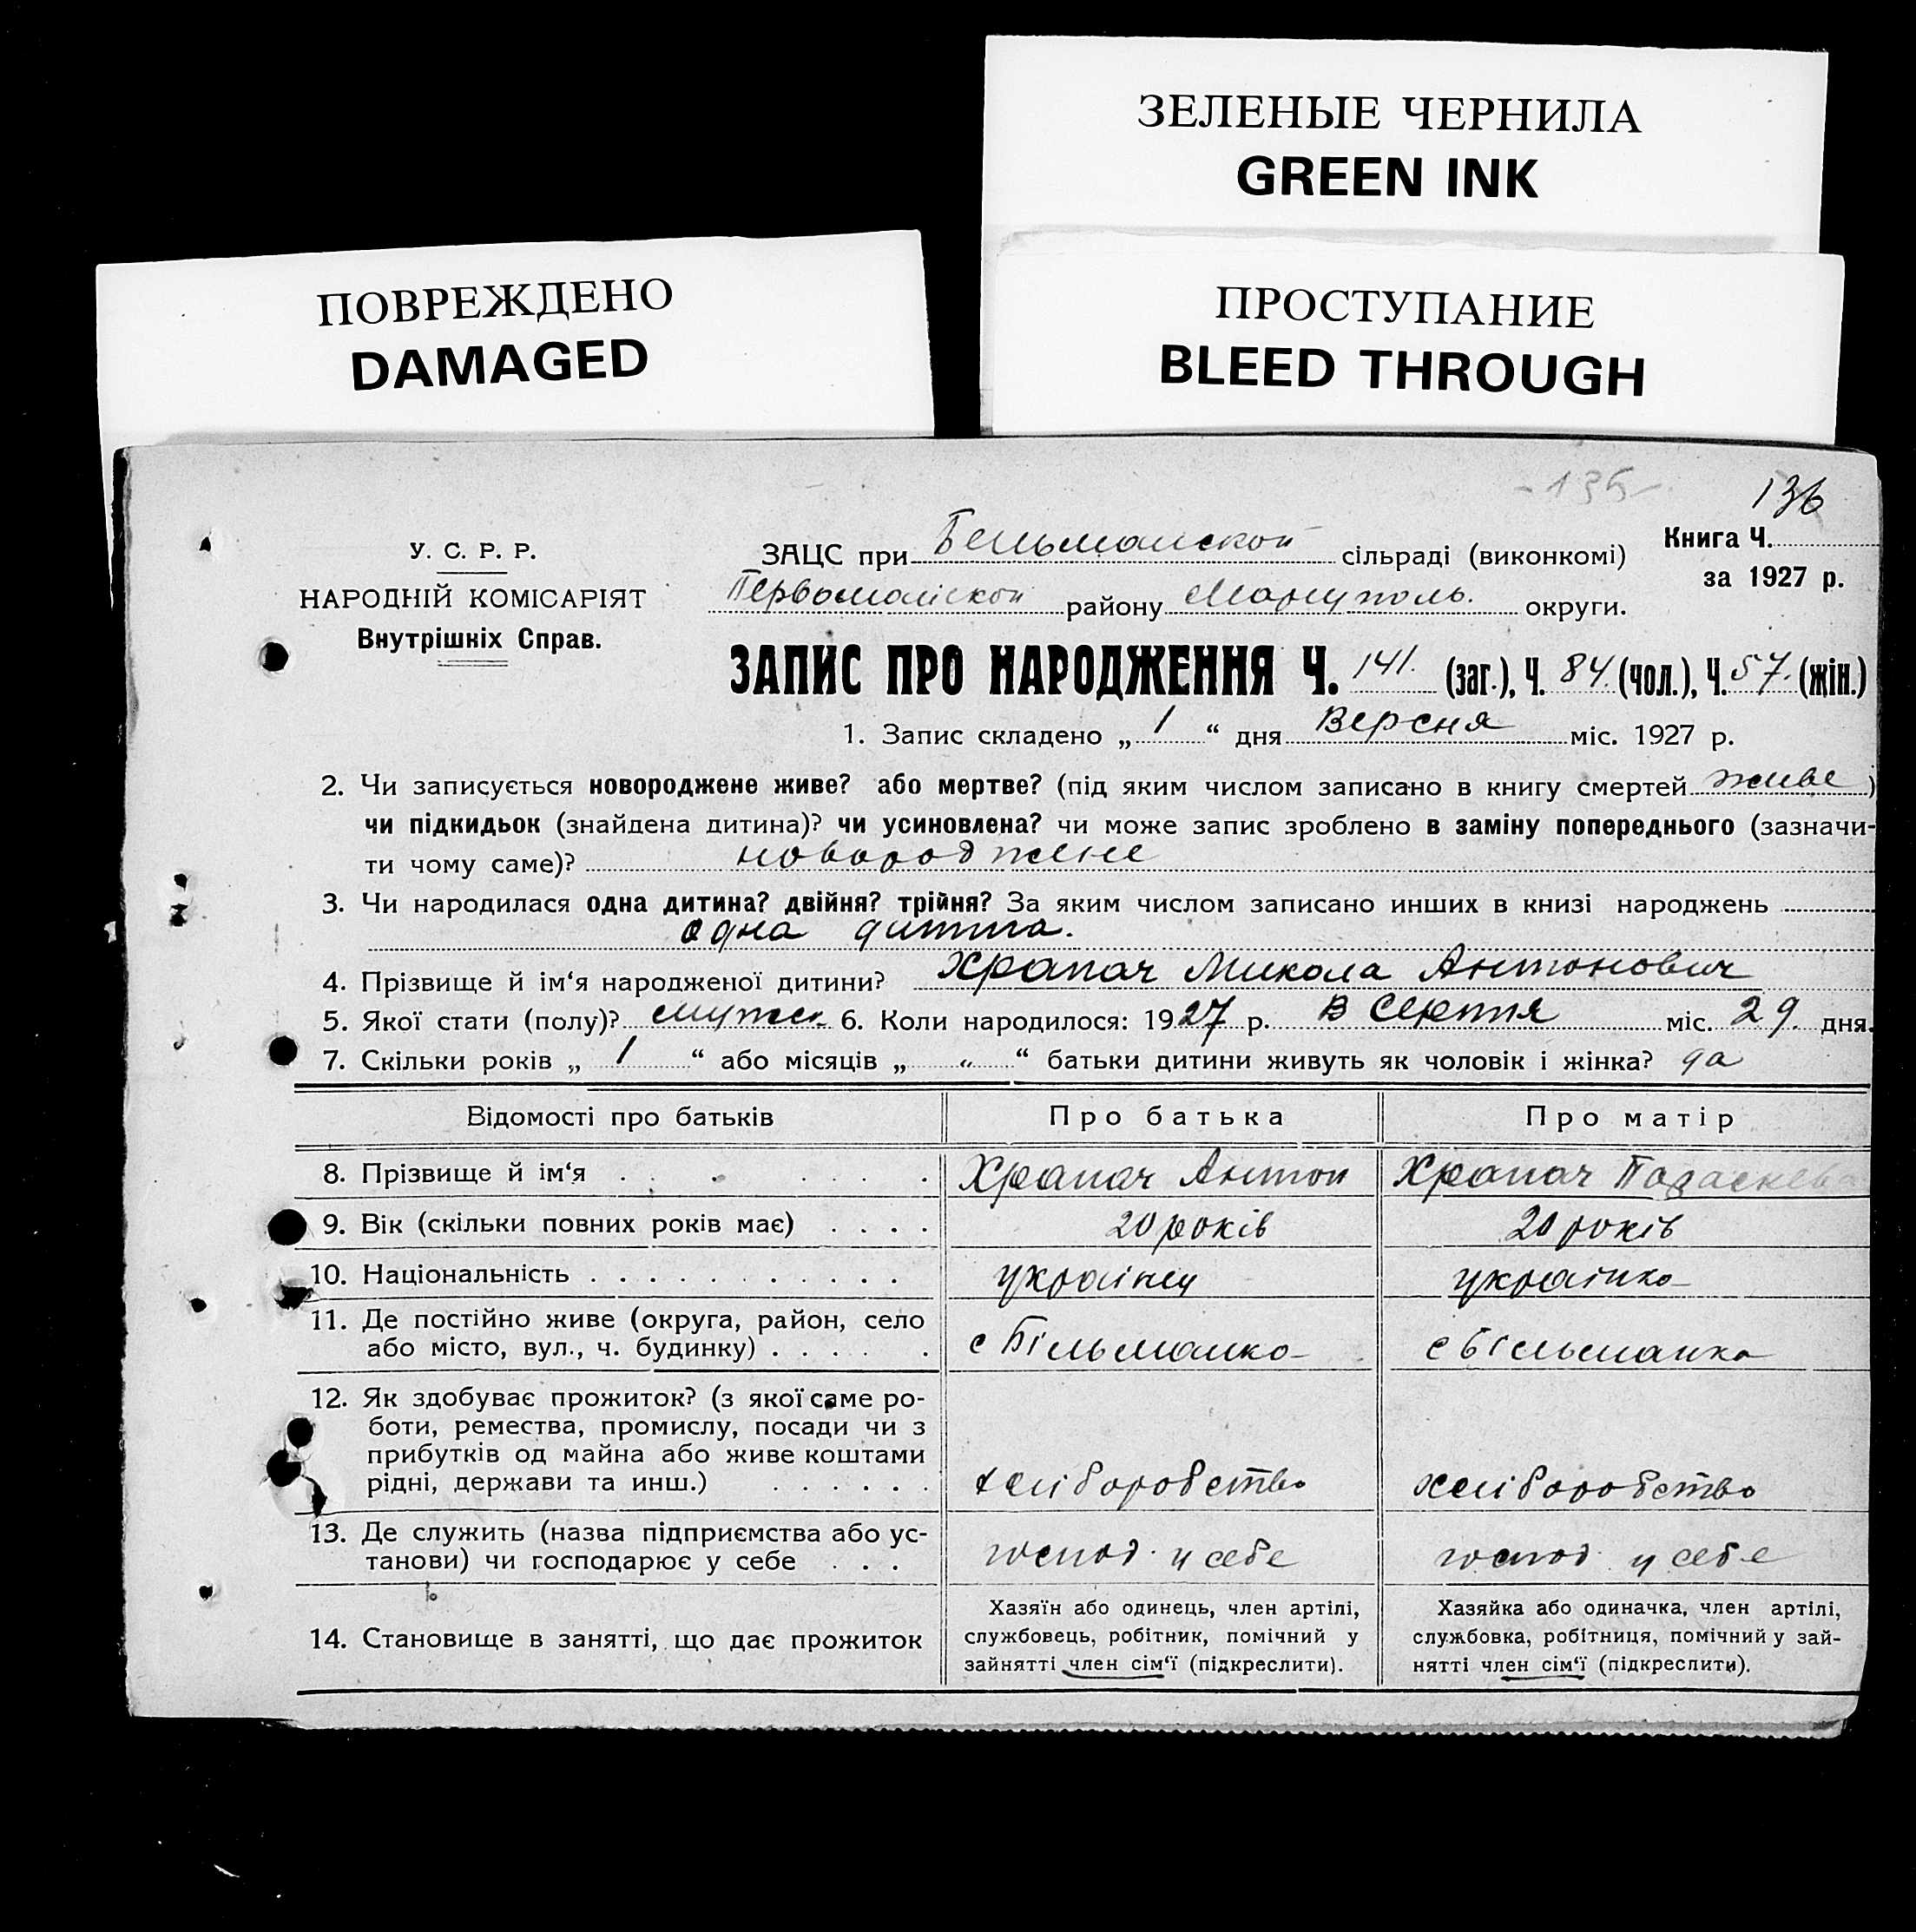 ЗЕЛЕНЫЕ ЧЕРНИЛА
GREEN INK
ПОВРЕЖДЕНО
DAMAGED
ПРОСТУПАНИЕ
BLEED THROUGH
-135-
136
У. С. Р. Р.
НАРОДНІЙ КОМІСАРІЯТ
Внутрішніх Справ.
ЗАЦС при Бельманской сільраді (виконкомі)
Книга Ч.
за 1927 р.
Первомайской району Мариуполь. округи.
ЗАПИС ПРО НАРОДЖЕННЯ Ч. 141. (заг.), Ч. 84. (чол.), Ч. 57. (жін.)
1. Запис складено „ 1 “ дня Версня міс. 1927 р.
2. Чи записується новороджене живе? або мертве? (під яким числом записано в книгу смертей живе )
чи підкидьок (знайдена дитина)? чи усиновлена? чи може запис зроблено в заміну попереднього (зазначи-
ти чому саме)? новороджене
3. Чи народилася одна дитина? двійня? трійня? За яким числом записано инших в книзі народжень
одна
4. Прізвище й ім‘я народженої дитини? Храпач Микола Антонович
5. Якої стати (полу)? мужск. 6. Коли народилося: 1927 р. В Серпня міс. 29. дня.
7. Скільки років „ 1 “ або місяців „ „ “ батьки дитини живуть як чоловік і жінка? да
Відомості про батьків Про батька Про матір
8. Прізвище й ім‘я Храпач Антон Храпач
9. Вік (скільки повних років має) 20 років 20 років
10. Національність українец українка
11. Де постійно живе (округа, район, село
або місто, вул., ч. будинку) с Більманка с Більманка
12. Як здобуває прожиток? (з якої саме ро-
боти, ремества, промислу, посади чи з
прибутків од майна або живе коштами
рідні, держави та инш.) хліборобство хліборобство
13. Де служить (назва підприємства або ус-
танови) чи господарює у себе господ. у себе господ. у себе
14. Становище в занятті, що дає прожиток
Хазяїн або одинець, член артілі,
службовець, робітник, помічний у
зайнятті член сім‘ї (підкреслити).
Хазяйка або одиначка, член артілі,
службовка, робітниця, помічний у зай-
нятті член сім‘ї (підкреслити).